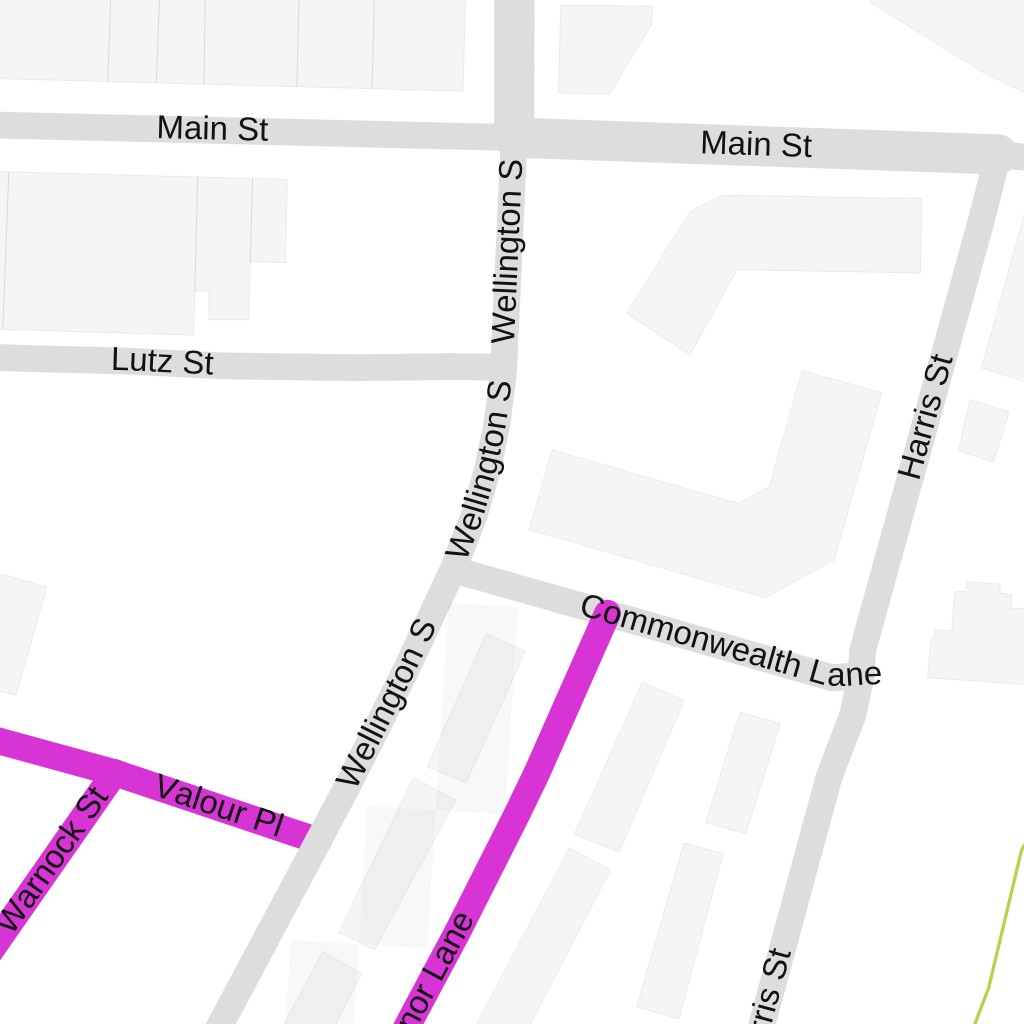 Main St
Main St
Wellington S
Lutz St
Wellington S
Harris St
Commonwealth Lane
Wellington S
Valour Pl
Warnock St
nor Lane
ris St